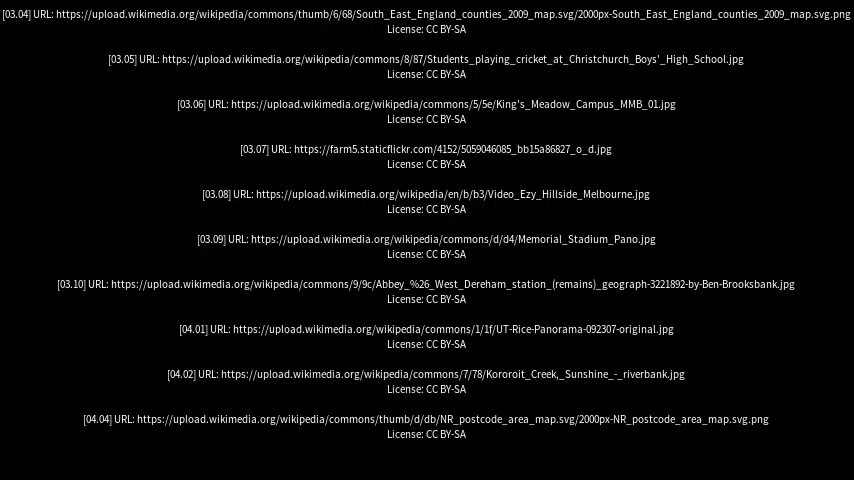 [03.04] URL: https://upload.wikimedia.org/wikipedia/commons/thumb/6/68/South_East_England_counties_2009_map.svg/2000px-South_East_England_counties_2009_map.svg.png
License: CC BY-SA
[03.05] URL: https://upload.wikimedia.org/wikipedia/commons/8/87/Students_playing_cricket_at_Christchurch_Boys'_High_School.jpg
License: CC BY-SA
[03.06] URL: https://upload.wikimedia.org/wikipedia/commons/5/5e/King's_Meadow_Campus_MMB_01.jpg
License: CC BY-SA
[03.07] URL: https://farm5.staticflickr.com/4152/5059046085_bb15a86827_o_d.jpg
License: CC BY-SA
[03.08] URL: https://upload.wikimedia.org/wikipedia/en/b/b3/Video_Ezy_Hillside_Melbourne.jpg
License: CC BY-SA
[03.09] URL: https://upload.wikimedia.org/wikipedia/commons/d/d4/Memorial_Stadium_Pano.jpg
License: CC BY-SA
[03.10] URL: https://upload.wikimedia.org/wikipedia/commons/9/9c/Abbey_%26_West_Dereham_station_(remains)_geograph-3221892-by-Ben-Brooksbank.jpg
License: CC BY-SA
[04.01] URL: https://upload.wikimedia.org/wikipedia/commons/1/1f/UT-Rice-Panorama-092307-original.jpg
License: CC BY-SA
[04.02] URL: https://upload.wikimedia.org/wikipedia/commons/7/78/Kororoit_Creek,_Sunshine_-_riverbank.jpg
License: CC BY-SA
[04.04] URL: https://upload.wikimedia.org/wikipedia/commons/thumb/d/db/NR_postcode_area_map.svg/2000px-NR_postcode_area_map.svg.png
License: CC BY-SA